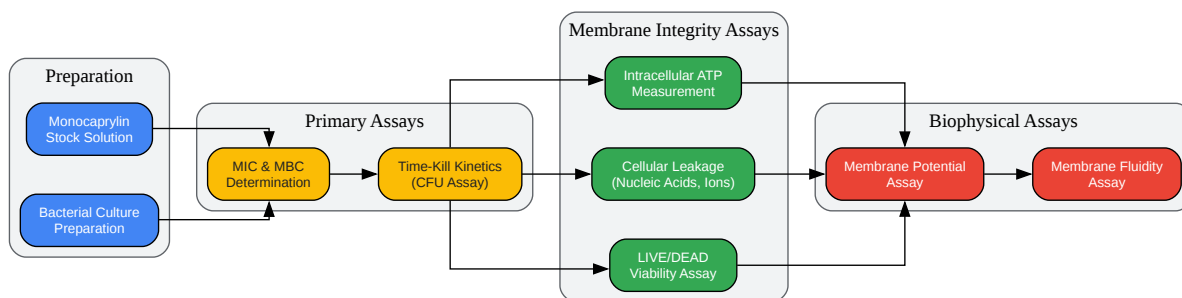 Preparation
Monocaprylin
Stock Solution
Bacterial Culture
Preparation
Primary Assays
MIC & MBC
Determination
Time-Kill Kinetics
(CFU Assay)
Membrane Integrity Assays
Intracellular ATP
Measurement
Cellular Leakage
(Nucleic Acids, Ions)
LIVE/DEAD
Viability Assay
Biophysical Assays
Membrane Potential
Assay
Membrane Fluidity
Assay